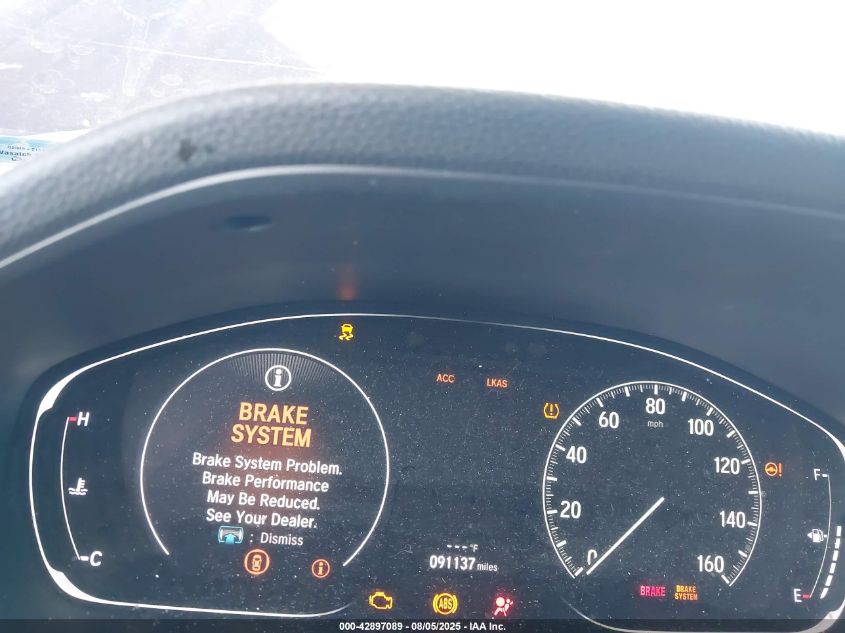 BRAKE
SYSTEM
Brake System Problem.
Brake Performance
May Be Reduced.
See Your Dealer.
: Dismiss
H
C
ACC
LKAS
---°F
091137 miles
ABS
0
20
40
60
80
mph
100
120
140
160
BRAKE
BRAKE
SYSTEM
F
E
000-42897089 - 08/05/2025 - IAA Inc.